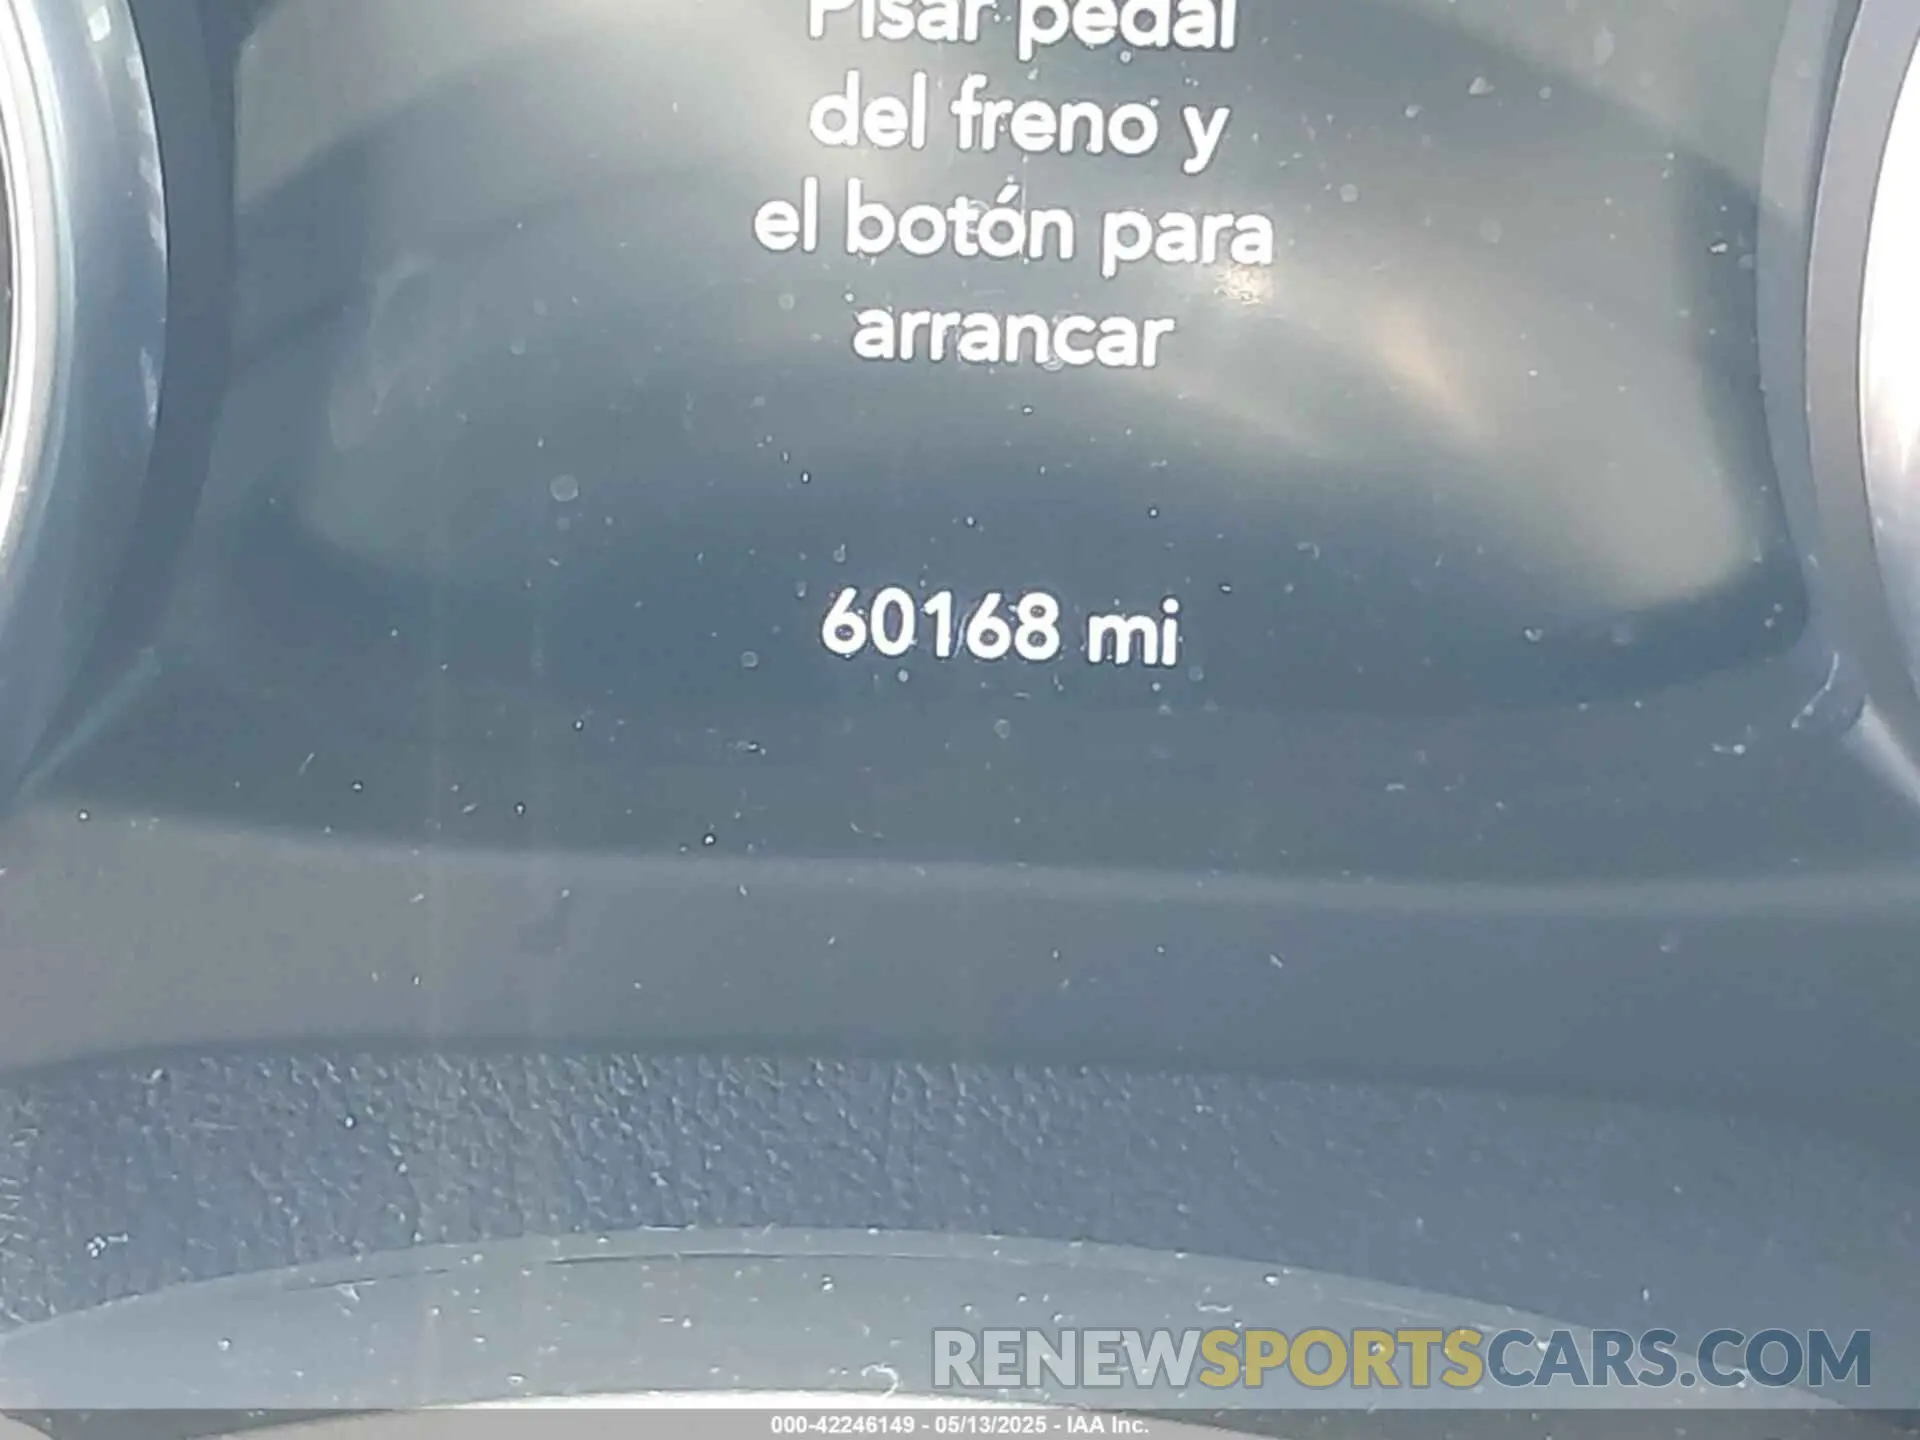 Pisar pedal
del freno y
el botón para
arrancar
60168 mi
RENEWSPORTSCARS.COM
000-42246149 - 05/13/2025 - IAA Inc.